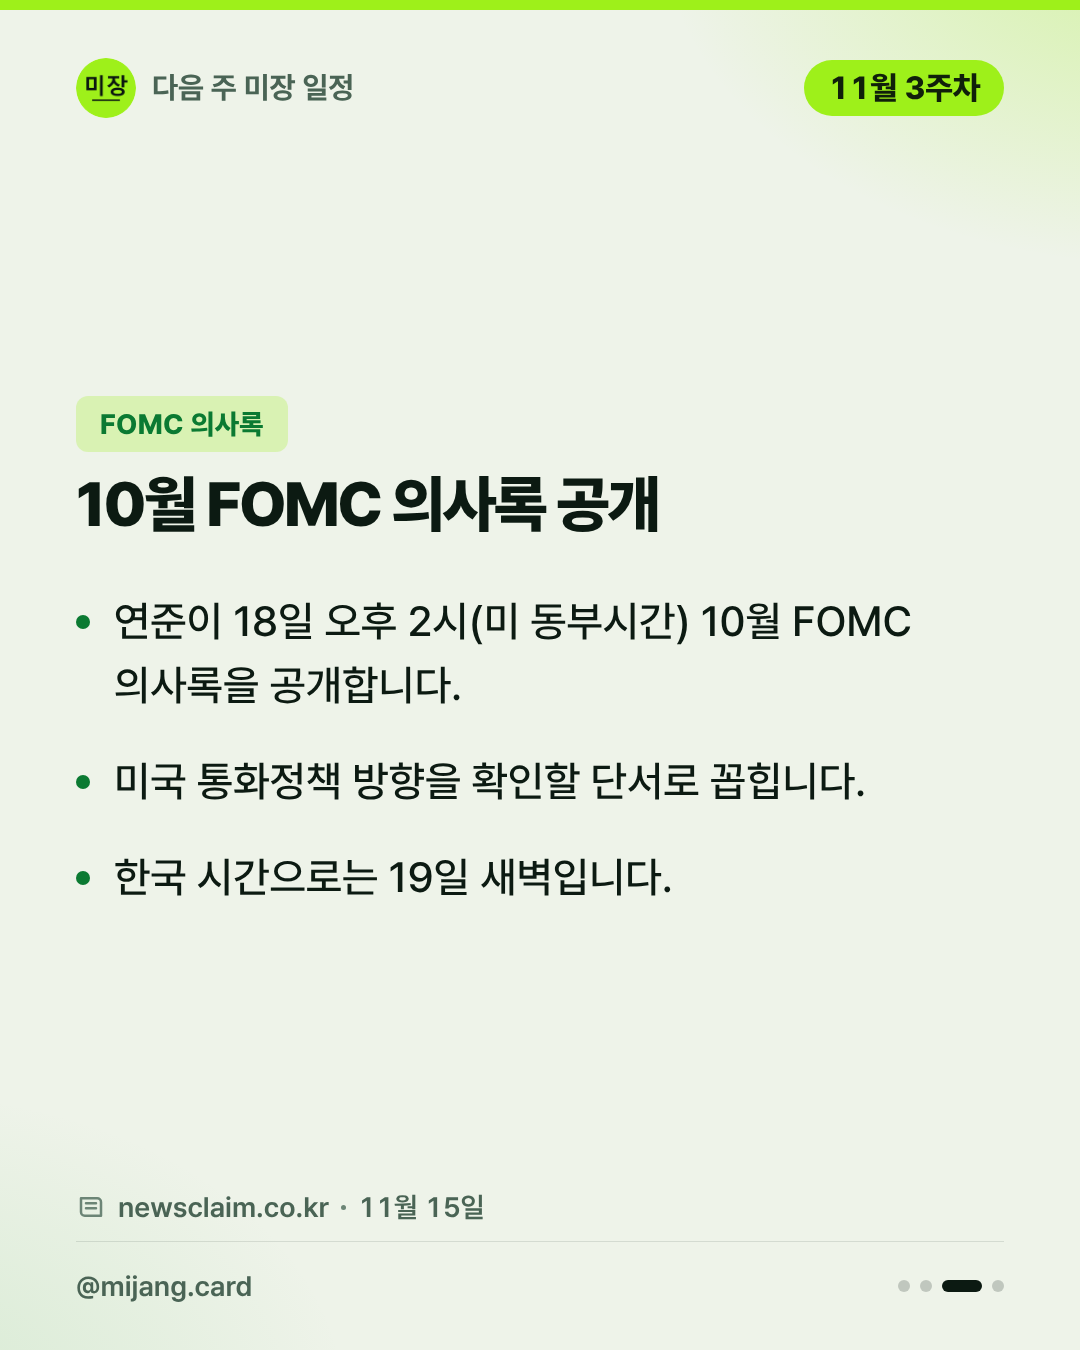 미장 다음 주 미장 일정
11월 3주차
FOMC 의사록
10월 FOMC 의사록 공개
연준이 18일 오후 2시(미 동부시간) 10월 FOMC
의사록을 공개합니다.
미국 통화정책 방향을 확인할 단서로 꼽힙니다.
한국 시간으로는 19일 새벽입니다.
newsclaim.co.kr · 11월 15일
@mijang.card